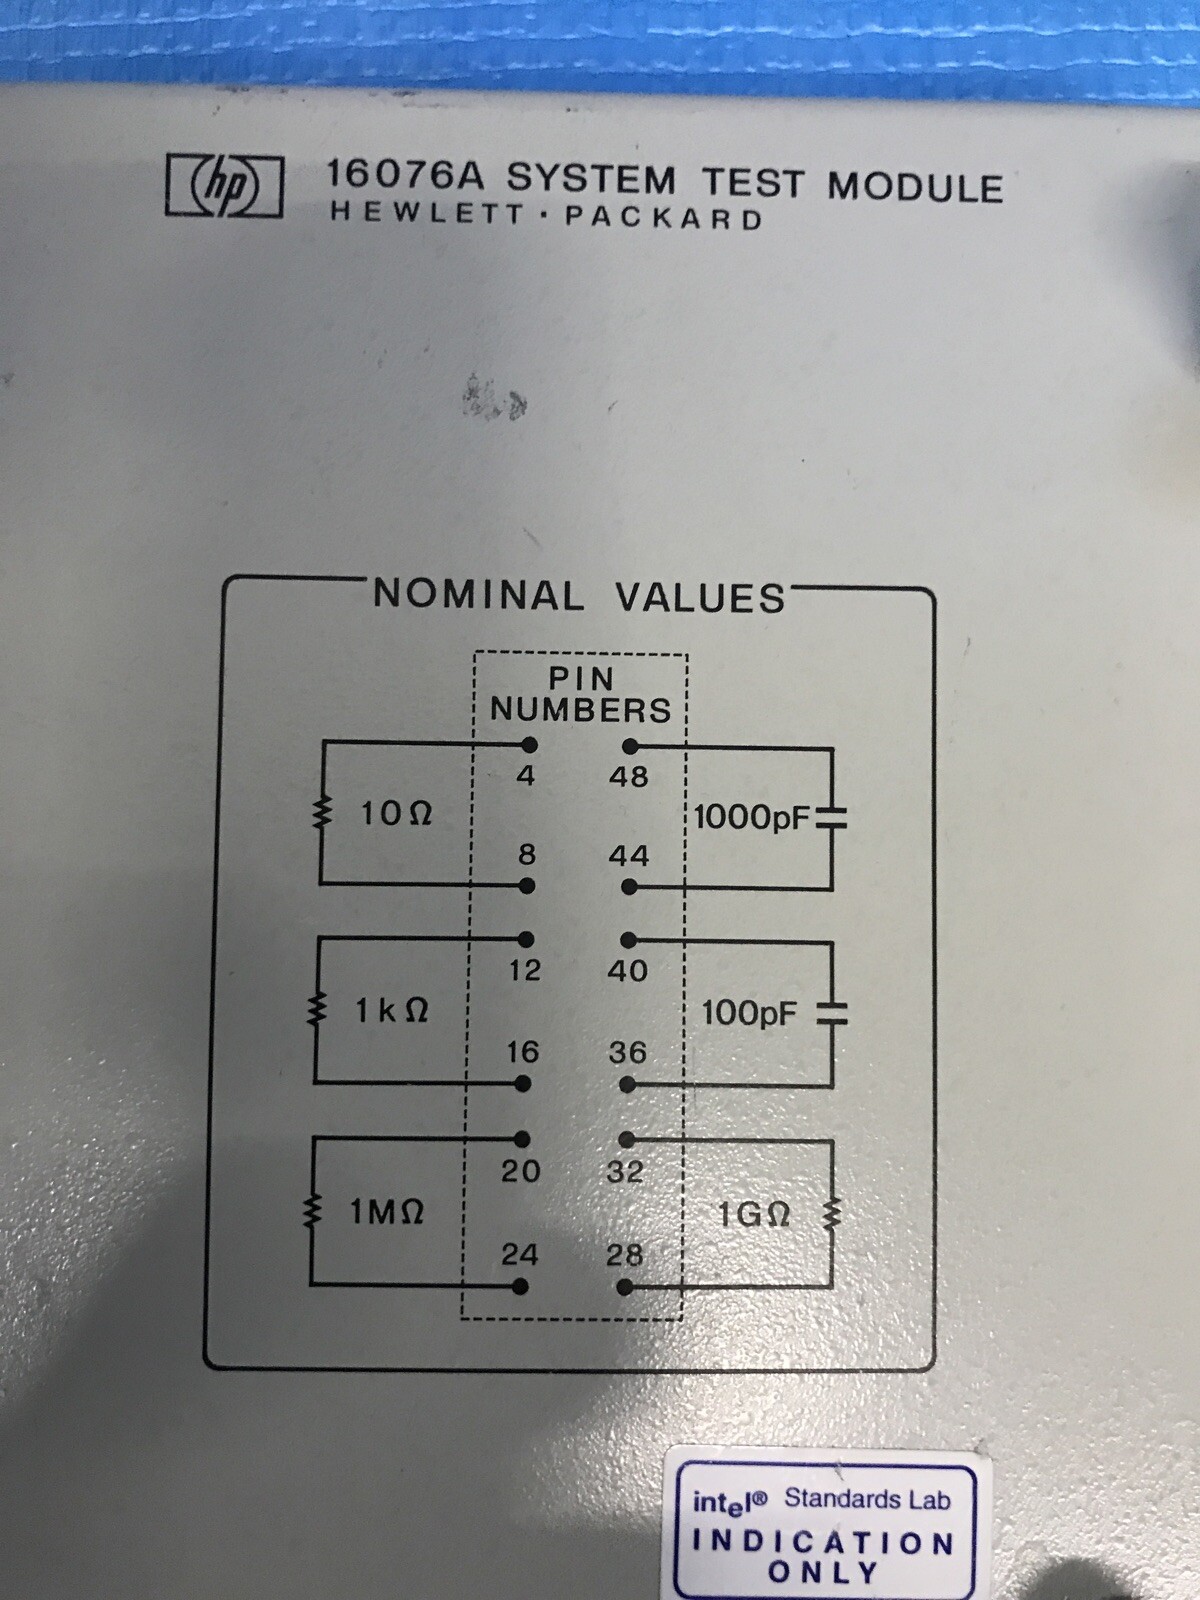 hp
16076A SYSTEM TEST MODULE
HEWLETT · PACKARD
NOMINAL VALUES
PIN
NUMBERS
4 48
10Ω 1000pF
8 44
12 40
1kΩ 100pF
16 36
20 32
1MΩ 1GΩ
24 28
intel® Standards Lab
INDICATION
ONLY